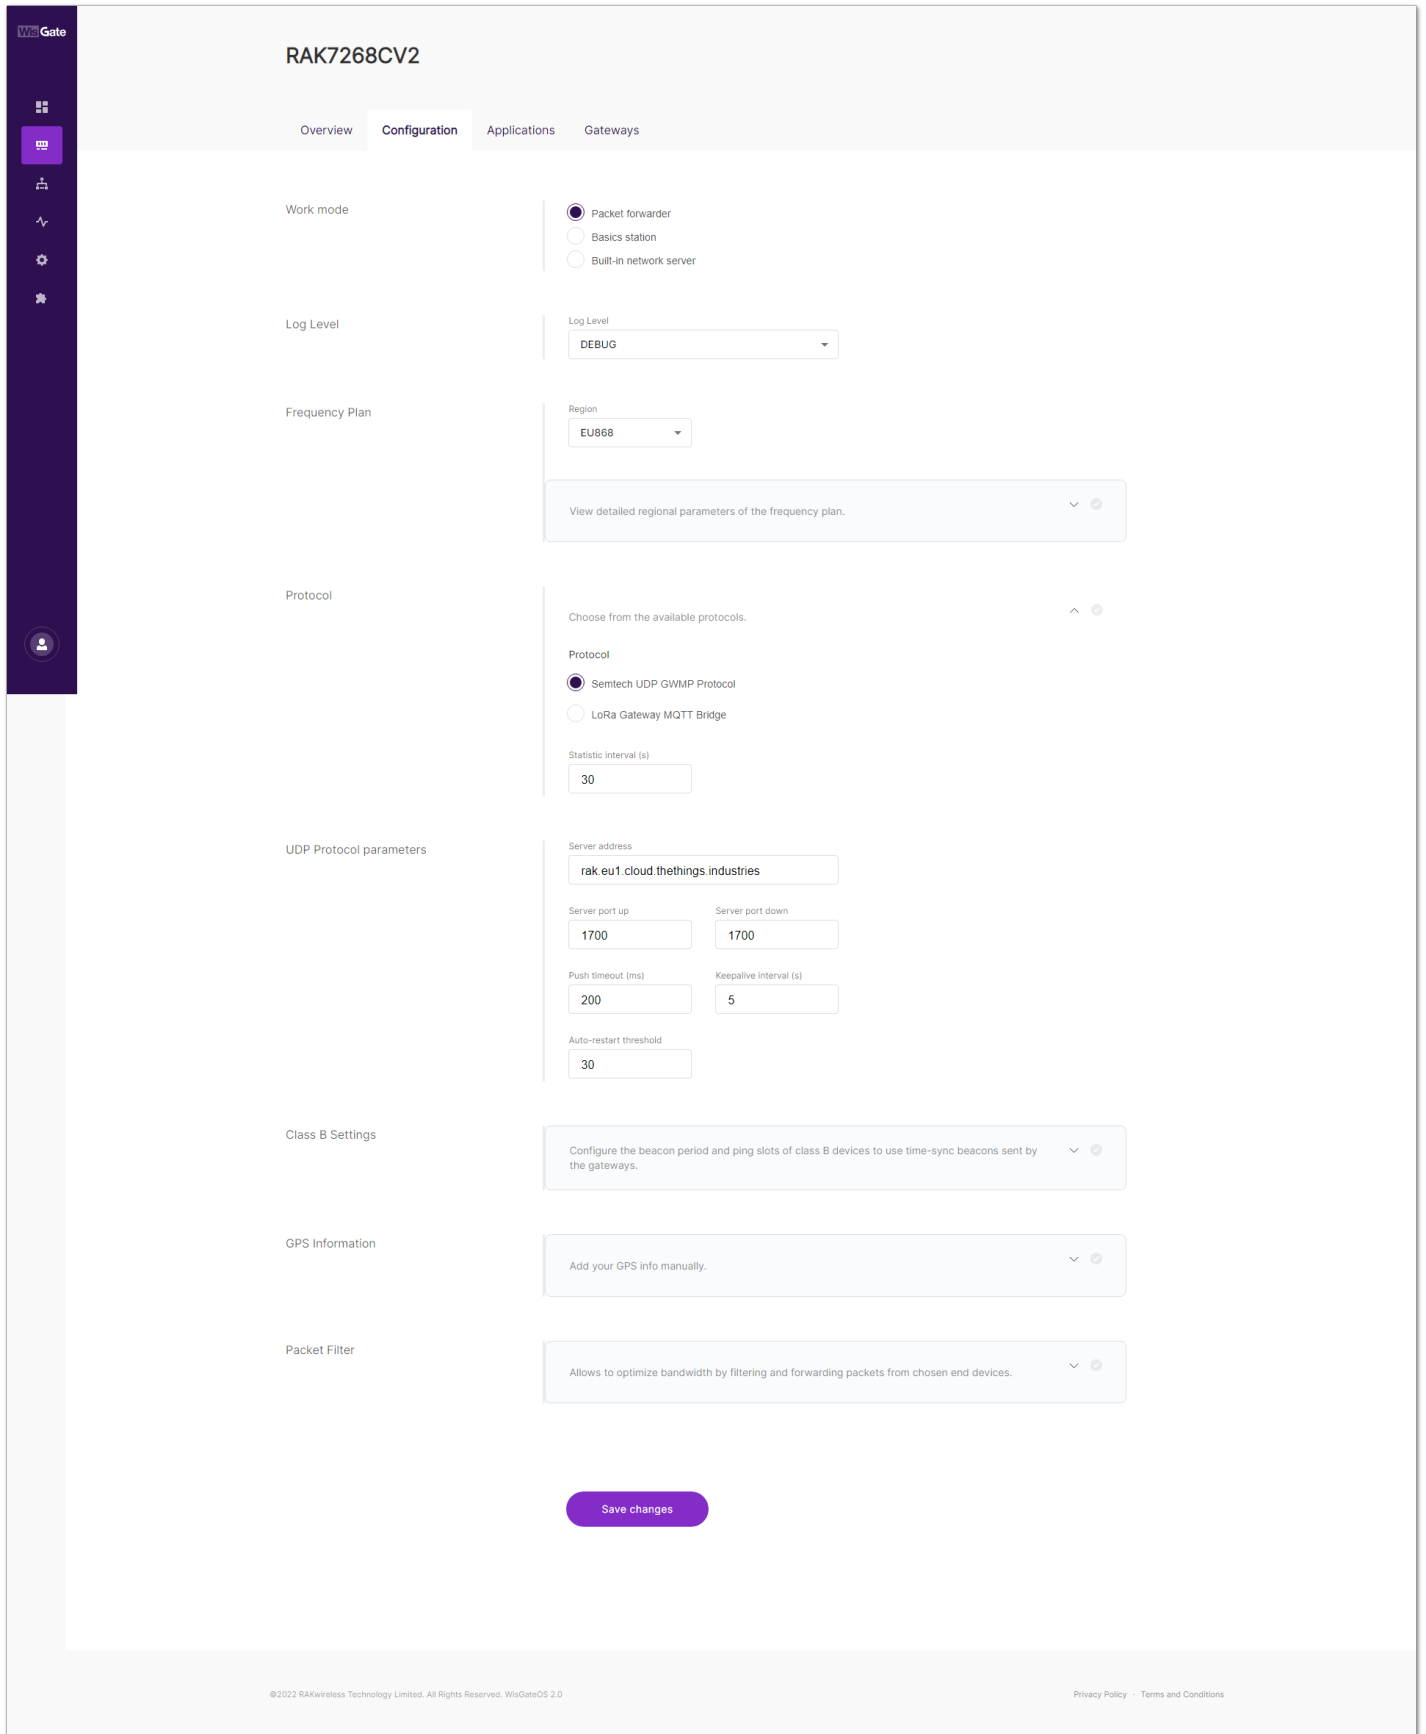 WisGate
RAK7268CV2
Overview Configuration Applications Gateways
Work mode
Packet forwarder
Basics station
Built-in network server
Log Level
Log Level
DEBUG
Frequency Plan
Region
EU868
View detailed regional parameters of the frequency plan.
Protocol
Choose from the available protocols.
Protocol
Semtech UDP GWMP Protocol
LoRa Gateway MQTT Bridge
Statistic interval (s)
30
UDP Protocol parameters
Server address
rak.eu1.cloud.thethings.industries
Server port up Server port down
1700 1700
Push timeout (ms) Keepalive interval (s)
200 5
Auto-restart threshold
30
Class B Settings
Configure the beacon period and ping slots of class B devices to use time-sync beacons sent by
the gateways.
GPS Information
Add your GPS info manually.
Packet Filter
Allows to optimize bandwidth by filtering and forwarding packets from chosen end devices.
Save changes
©2022 RAKwireless Technology Limited. All Rights Reserved. WisGateOS 2.0
Privacy Policy - Terms and Conditions